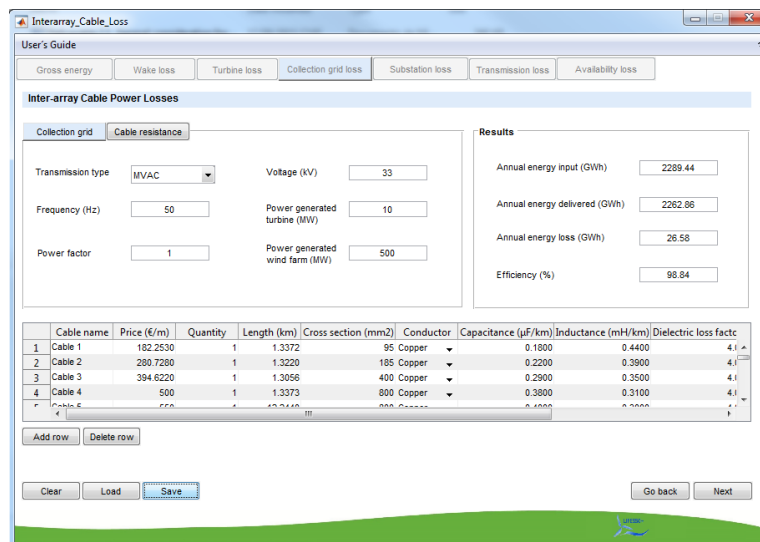 Interarray_Cable_Loss
User's Guide
Gross energy Wake loss Turbine loss Collection grid loss Substation loss Transmission loss Availability loss
Inter-array Cable Power Losses
Collection grid Cable resistance
Results
Transmission type MVAC Voltage (kV) 33
Annual energy input (GWh) 2289.44
Frequency (Hz) 50 Power generated turbine (MW) 10
Annual energy delivered (GWh) 2262.86
Annual energy loss (GWh) 26.58
Power factor 1 Power generated wind farm (MW) 500
Efficiency (%) 98.84
Cable name Price (€/m) Quantity Length (km) Cross section (mm2) Conductor Capacitance (µF/km) Inductance (mH/km) Dielectric loss facto
1 Cable 1 182.2530 1 1.3372 95 Copper 0.1800 0.4400 4.
2 Cable 2 280.7280 1 1.3220 185 Copper 0.2200 0.3900 4.
3 Cable 3 394.6220 1 1.3056 400 Copper 0.2900 0.3500 4.
4 Cable 4 500 1 1.3373 800 Copper 0.3800 0.3100 4.
Add row Delete row
Clear Load Save Go back Next